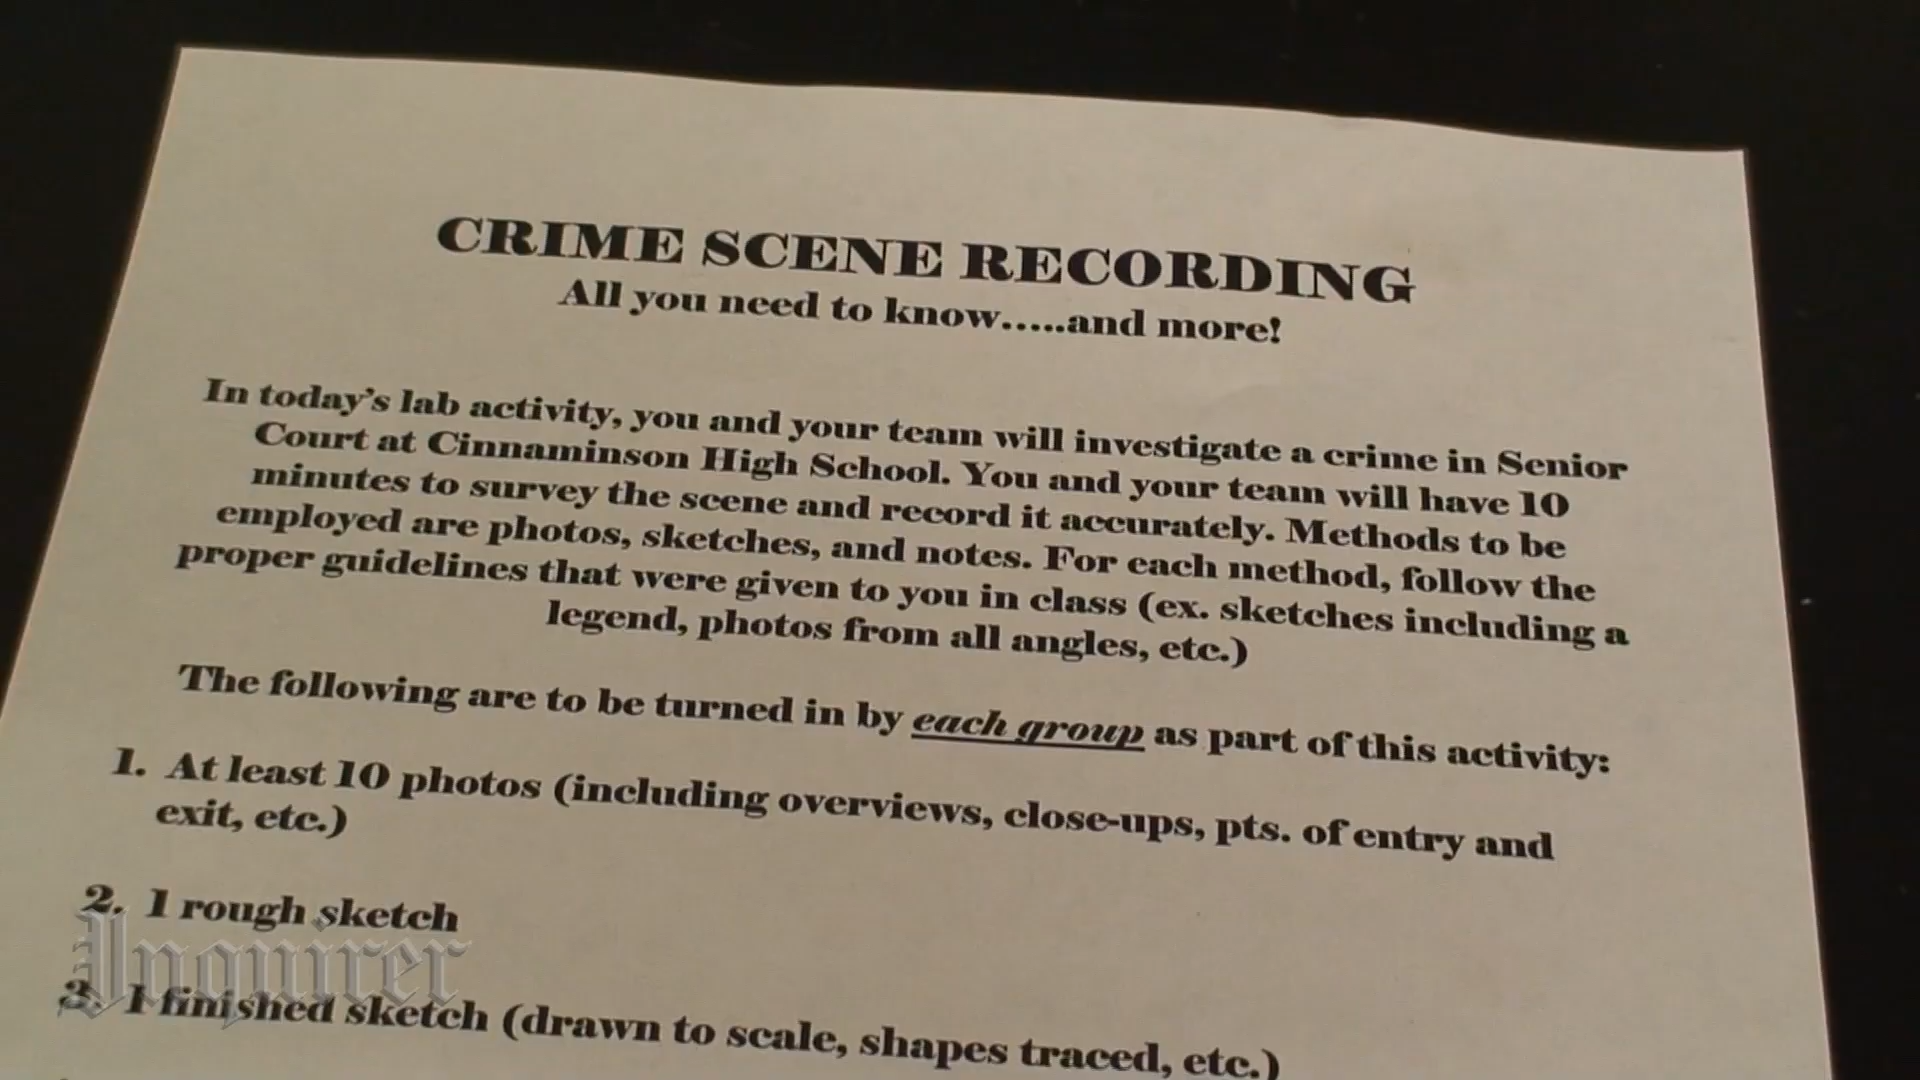 CRIME SCENE RECORDING
All you need to know.....and more!
In today's lab activity, you and your team will investigate a crime in Senior
Court at Cinnaminson High School. You and your team will have 10
minutes to survey the scene and record it accurately. Methods to be
employed are photos, sketches, and notes. For each method, follow the
proper guidelines that were given to you in class (ex. sketches including a
legend, photos from all angles, etc.)
The following are to be turned in by each group as part of this activity:
1. At least 10 photos (including overviews, close-ups, pts. of entry and
exit, etc.)
2. 1 rough sketch
Inquirer
3. 1 finished sketch (drawn to scale, shapes traced, etc.)